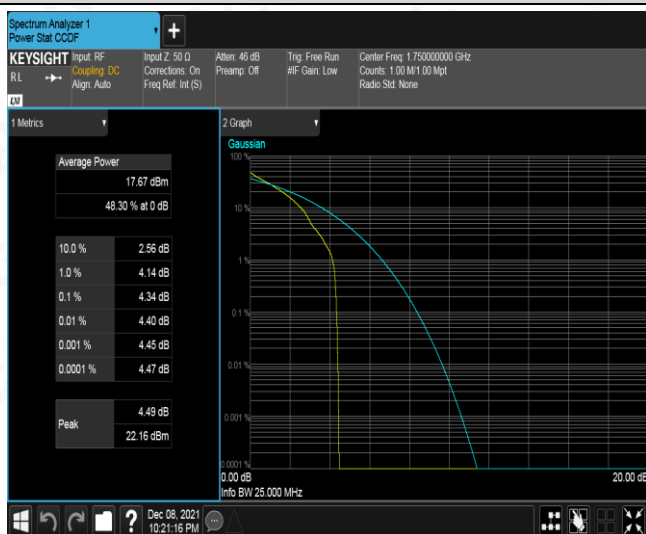 Spectrum Analyzer 1
Power Stat CCDF
KEYSIGHT
RL
LXI
Input: RF
Coupling: DC
Align: Auto
Input Z: 50 Ω
Corrections: On
Freq Ref: Int (S)
Atten: 46 dB
Preamp: Off
Trig: Free Run
#IF Gain: Low
Center Freq: 1.750000000 GHz
Counts: 1.00 M/1.00 Mpt
Radio Std: None
1 Metrics
Average Power
17.67 dBm
48.30 % at 0 dB
10.0 % 2.56 dB
1.0 % 4.14 dB
0.1 % 4.34 dB
0.01 % 4.40 dB
0.001 % 4.45 dB
0.0001 % 4.47 dB
Peak
4.49 dB
22.16 dBm
2 Graph
Gaussian
100 %
10 %
1 %
0.1 %
0.01 %
0.001 %
0.0001 %
0.00 dB
20.00 dB
Info BW 25.000 MHz
?
Dec 08, 2021
10:21:16 PM